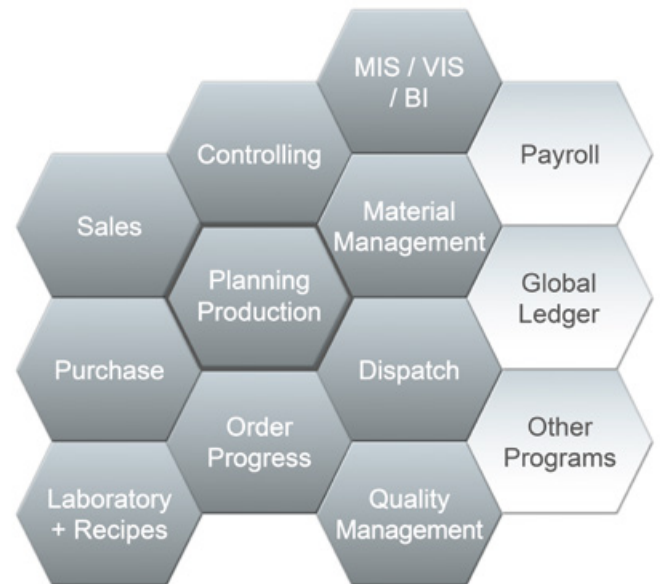 MIS / VIS
/ BI
Controlling
Payroll
Sales
Material
Management
Planning
Production
Global
Ledger
Purchase
Dispatch
Order
Progress
Other
Programs
Laboratory
+ Recipes
Quality
Management